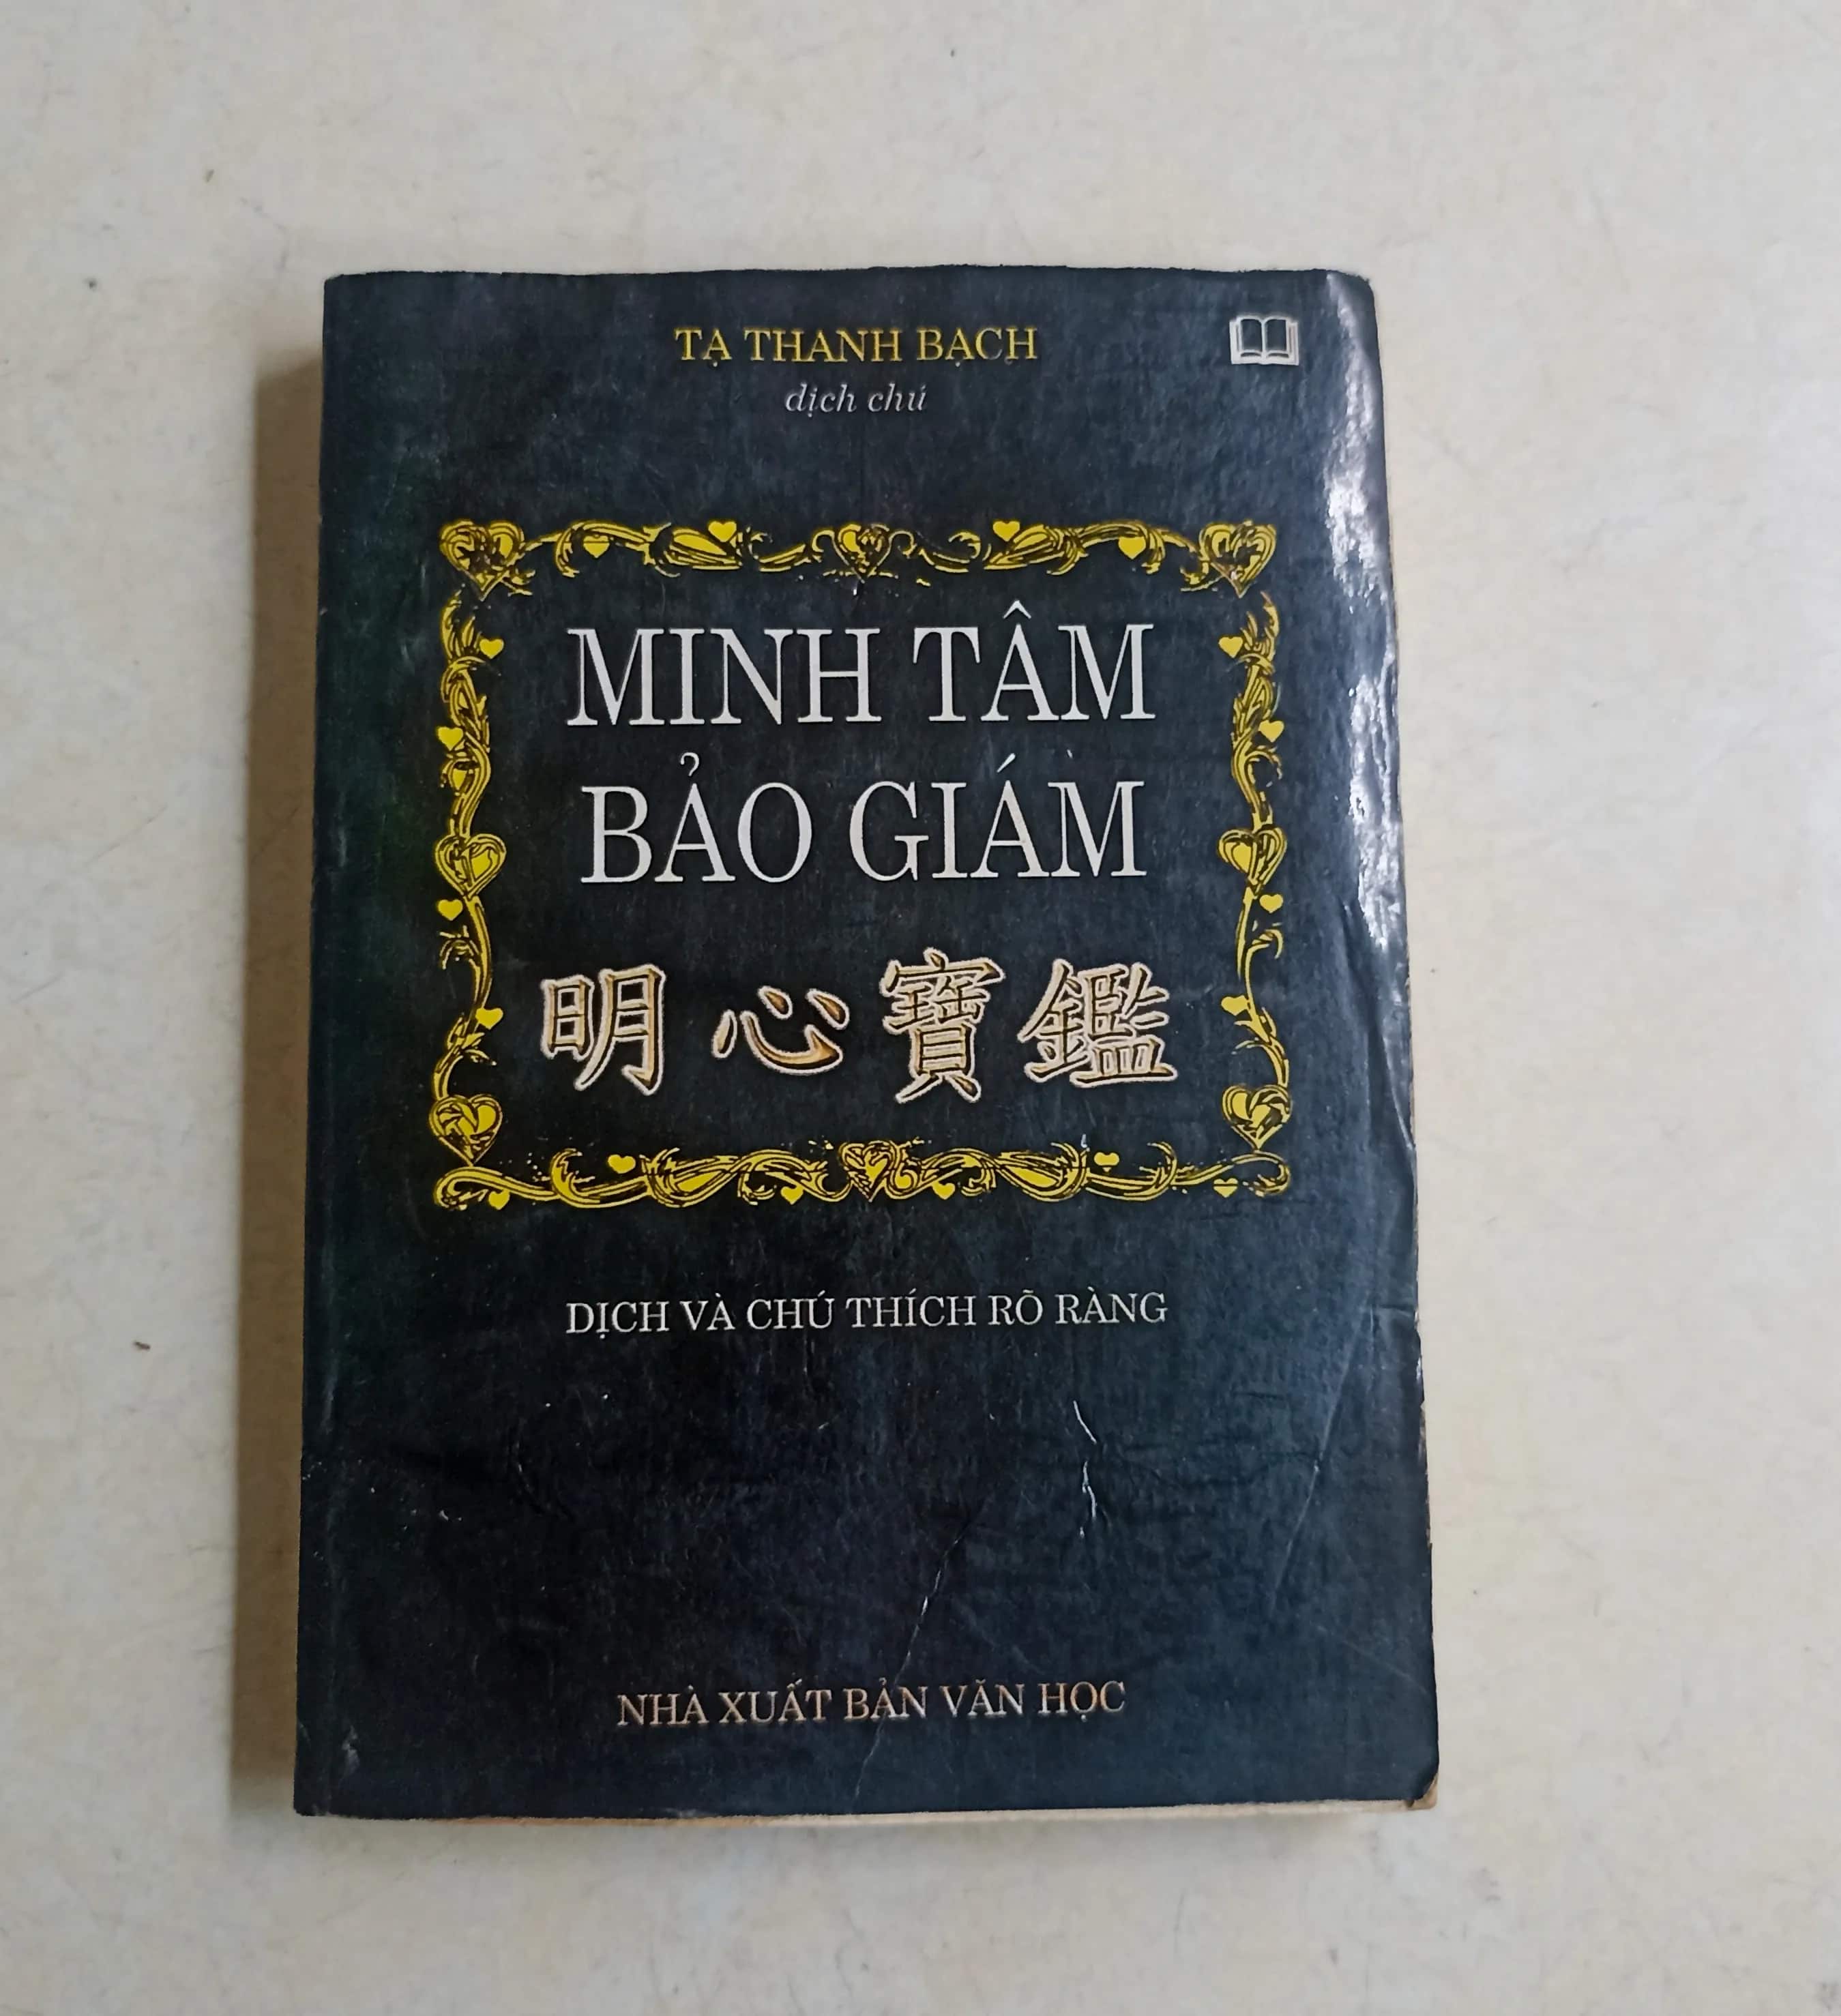 TẠ THANH BẠCH
dịch chú
MINH TÂM
BẢO GIÁM
明心寶鑑
DỊCH VÀ CHÚ THÍCH RÕ RÀNG
NHÀ XUẤT BẢN VĂN HỌC